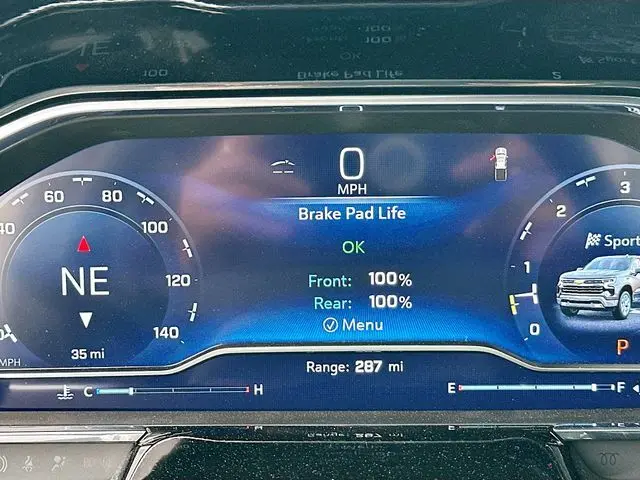 0
MPH
Brake Pad Life
OK
Front: 100%
Rear: 100%
Menu
Range: 287 mi
40
60
80
100
120
140
NE
35 mi
MPH
C
H
3
2
1
0
Sport
P
E
F